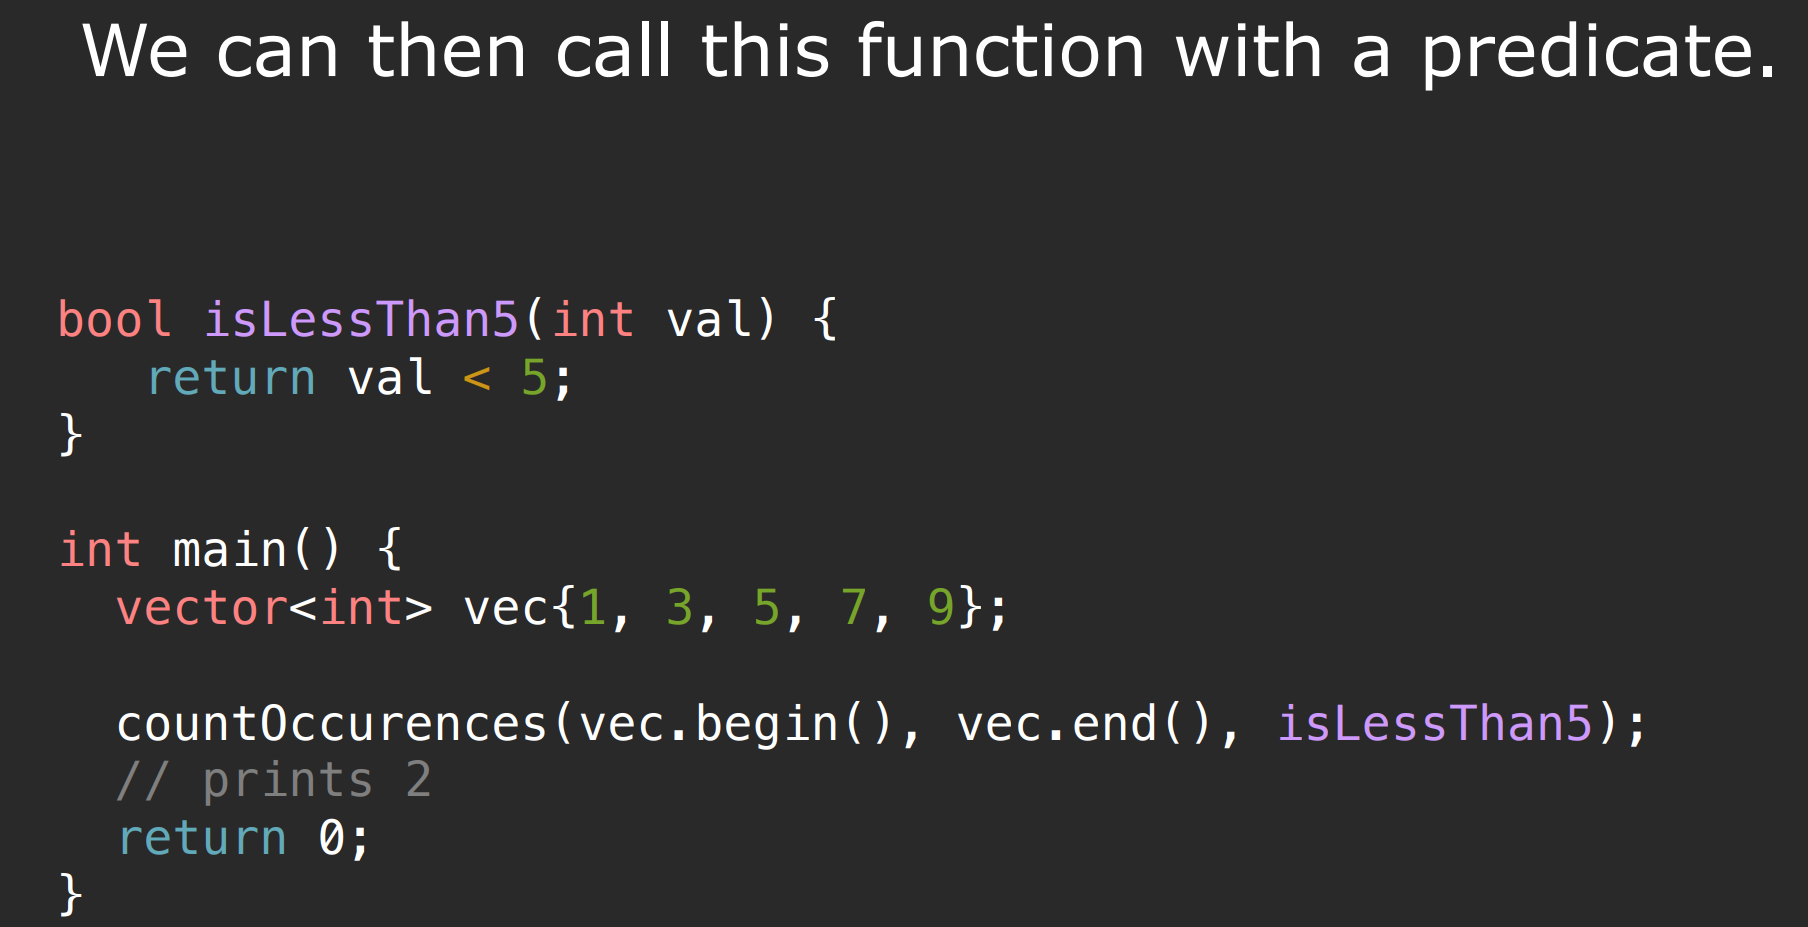 We can then call this function with a predicate.
bool isLessThan5(int val) {
   return val < 5;
}
int main() {
  vector<int> vec{1, 3, 5, 7, 9};
  countOccurences(vec.begin(), vec.end(), isLessThan5);
  // prints 2
  return 0;
}